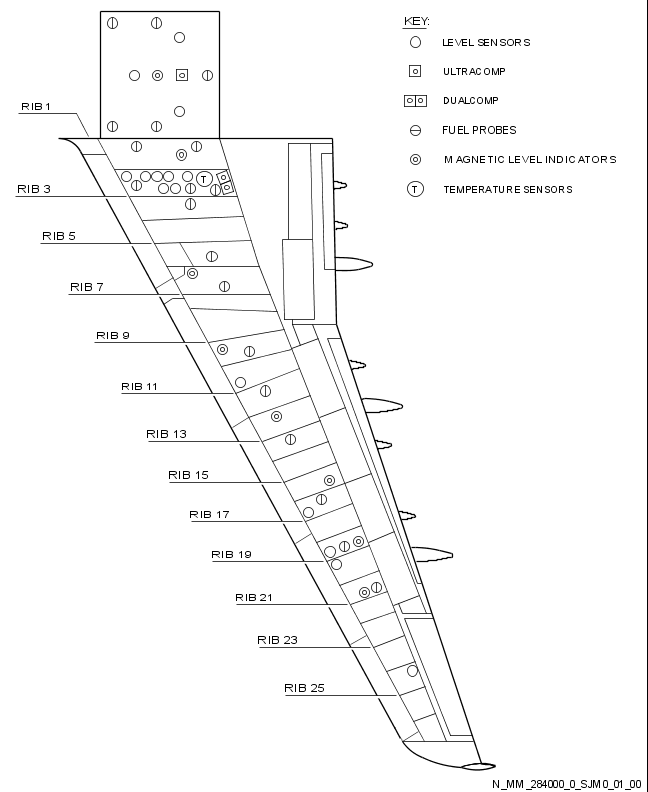 KEY:
LEVEL SENSORS
ULTRACOMP
DUALCOMP
FUEL PROBES
MAGNETIC LEVEL INDICATORS
T TEMPERATURE SENSORS
RIB 1
T
RIB 3
RIB 5
RIB 7
RIB 9
RIB 11
RIB 13
RIB 15
RIB 17
RIB 19
RIB 21
RIB 23
RIB 25
N_MM_284000_0_SJM0_01_00